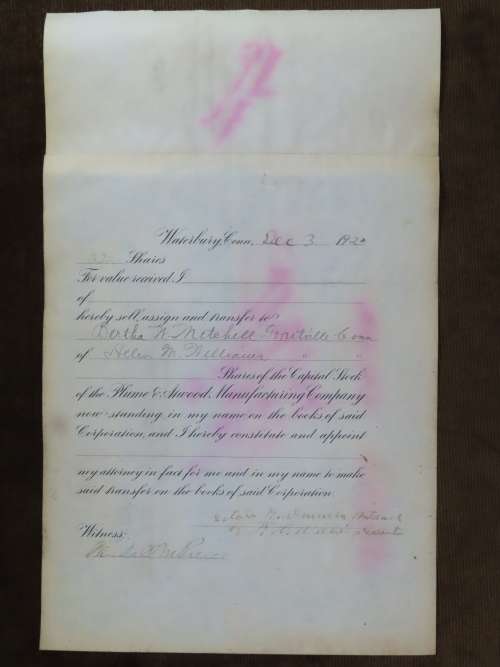 Waterbury, Conn. Dec 3 1920
Shares
For value received I
of
hereby sell, assign and transfer to
Bertha W. Mitchell Conn
of Helen M. Williams " "
Shares of the Capital Stock
of the Plume & Atwood Manufacturing Company
now standing in my name on the books of said
Corporation, and I hereby constitute and appoint
my attorney in fact for me and in my name to make
said transfer on the books of said Corporation.
Witness: